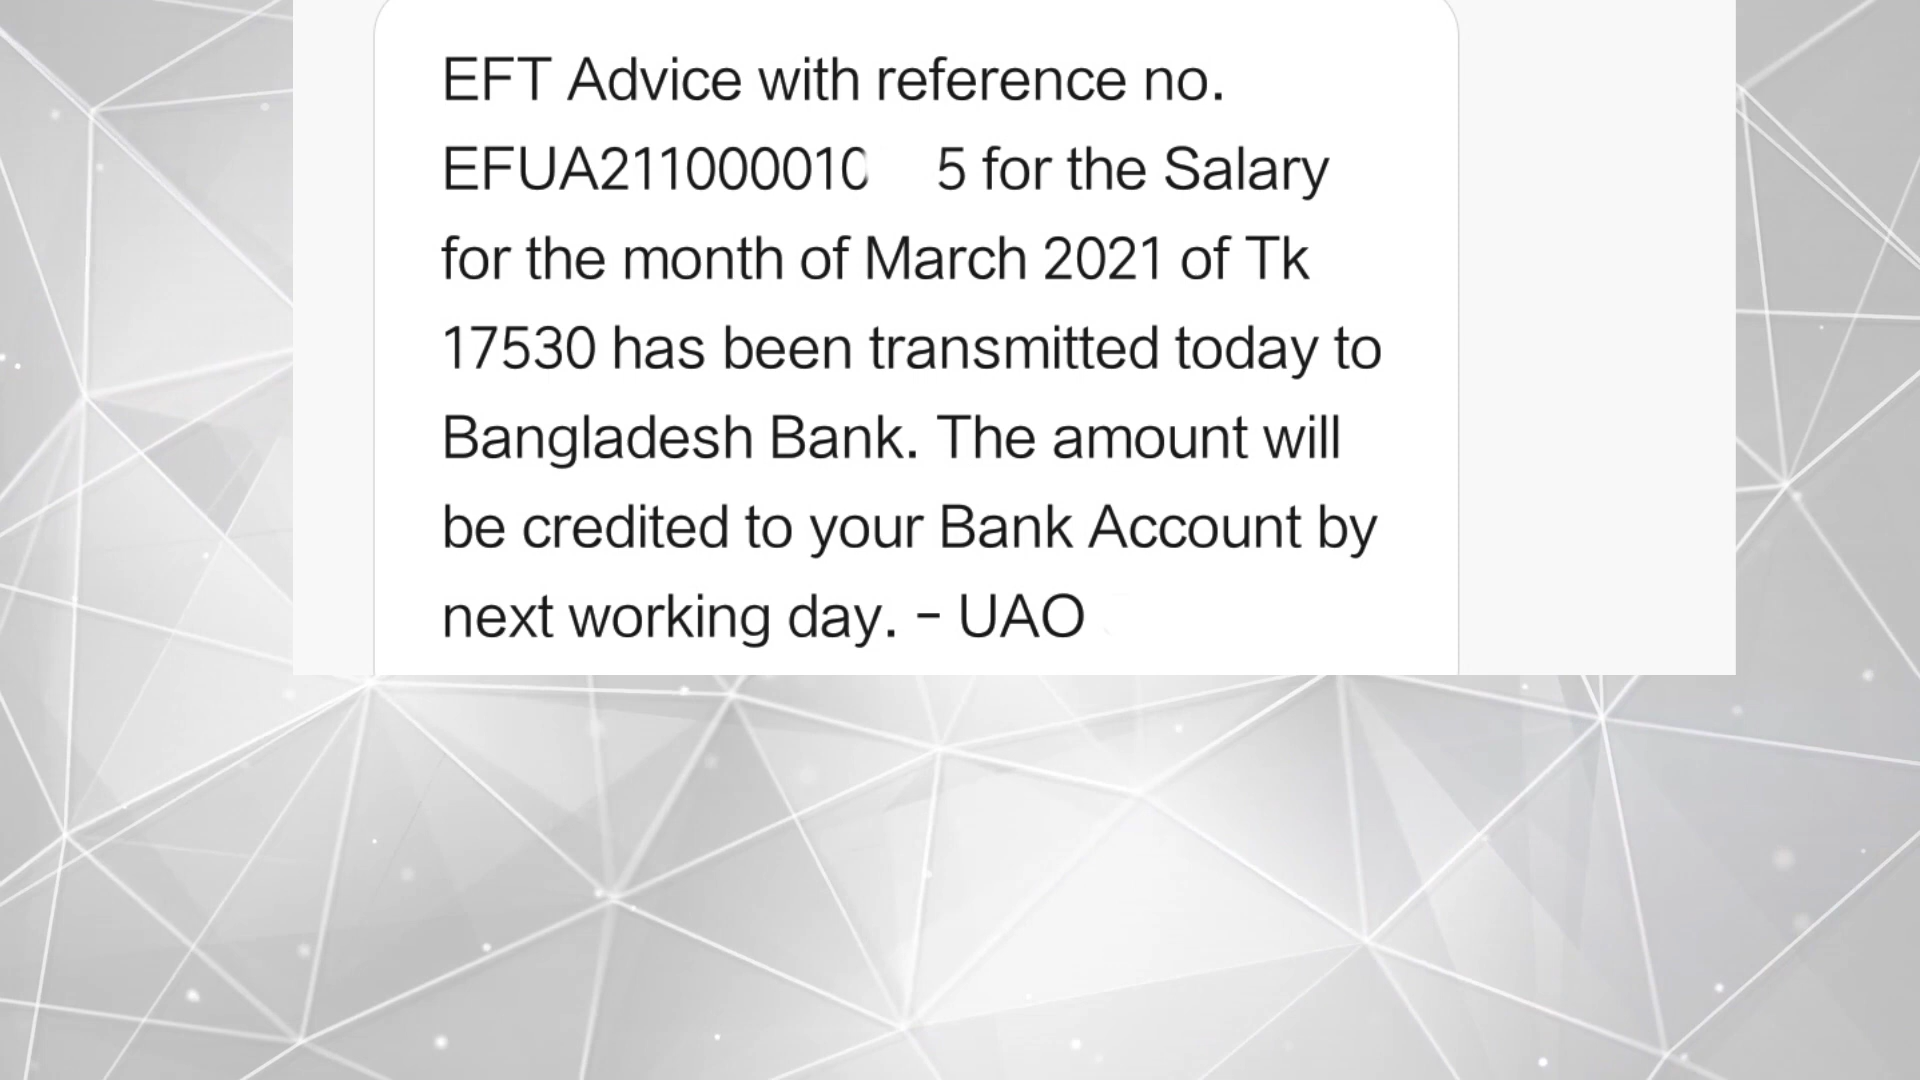 EFT Advice with reference no.
EFUA211000010 5 for the Salary
for the month of March 2021 of Tk
17530 has been transmitted today to
Bangladesh Bank. The amount will
be credited to your Bank Account by
next working day. - UAO